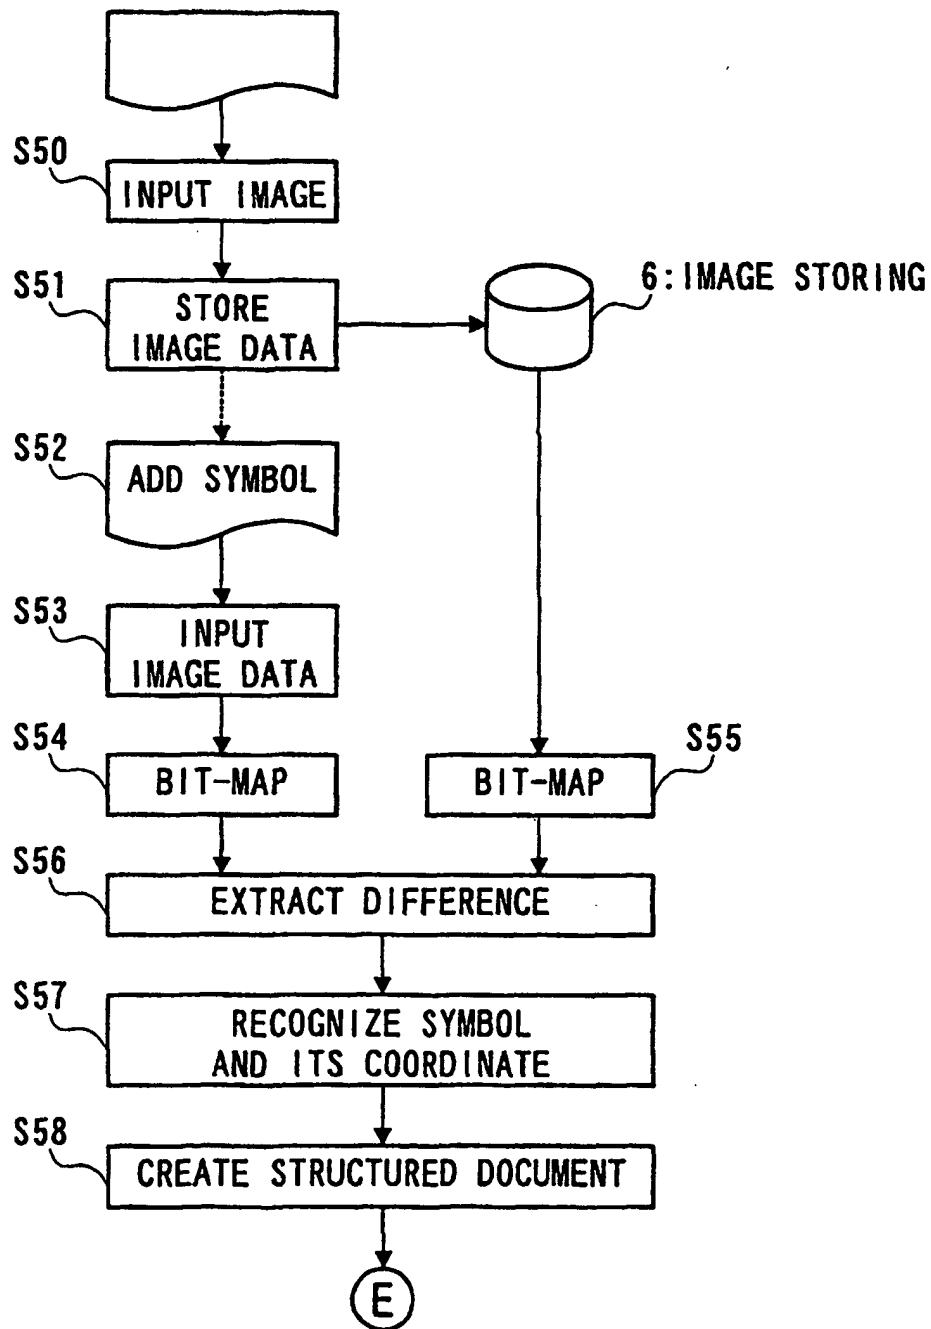 S50
INPUT IMAGE
S51
STORE
IMAGE DATA
6:IMAGE STORING
S52
ADD SYMBOL
S53
INPUT
IMAGE DATA
S54
BIT-MAP
S55
BIT-MAP
S56
EXTRACT DIFFERENCE
S57
RECOGNIZE SYMBOL
AND ITS COORDINATE
S58
CREATE STRUCTURED DOCUMENT
E